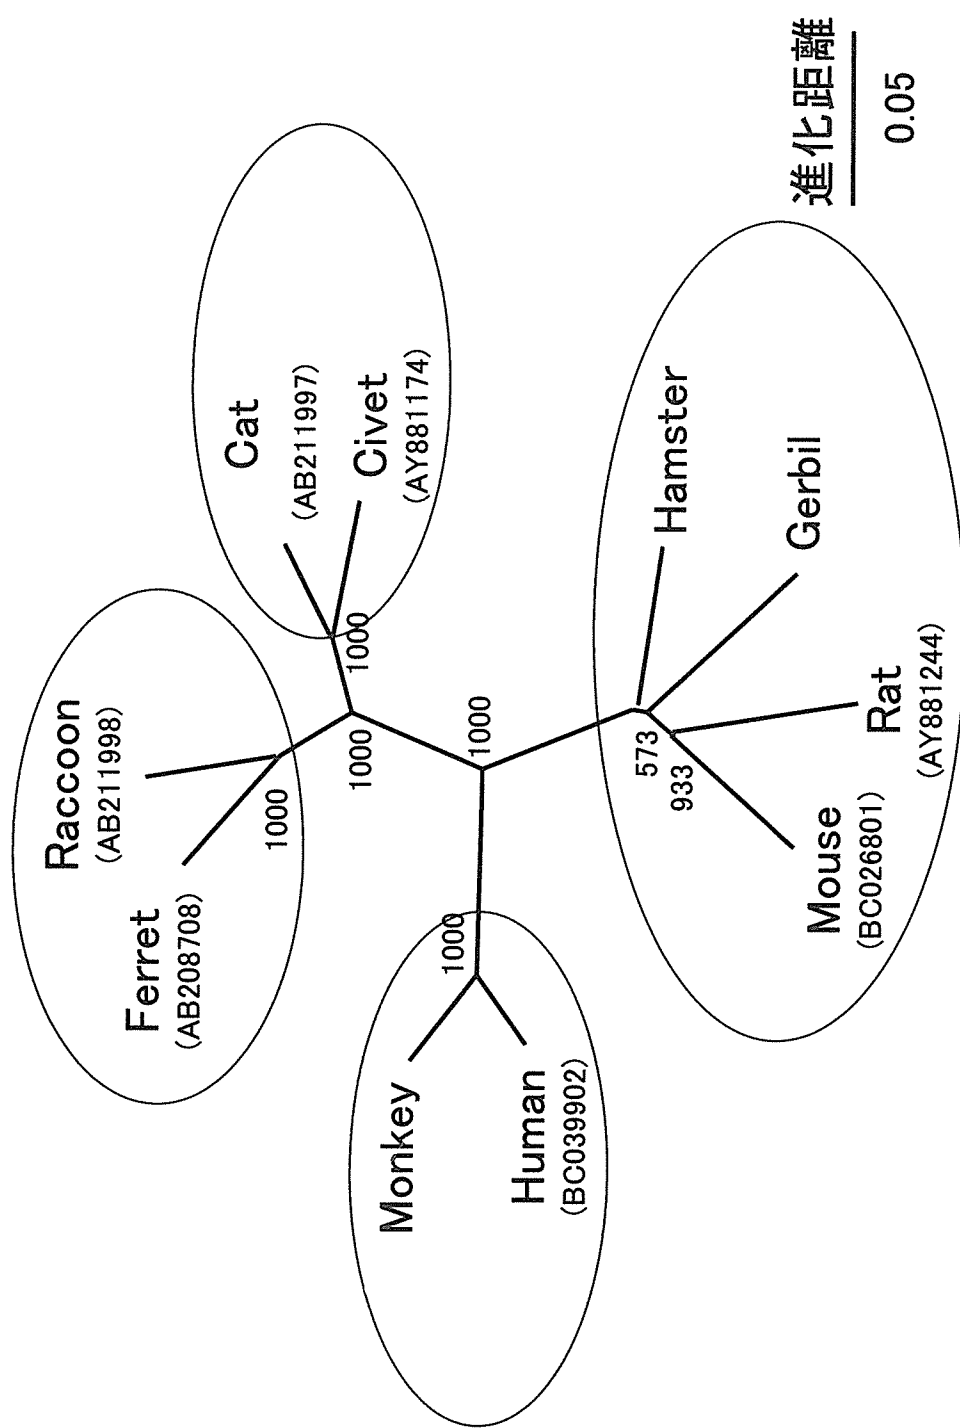 Raccoon
(AB211998)
Ferret
(AB208708)
1000
Cat
(AB211997)
Civet
(AY881174)
1000
1000
1000
Monkey
Human
(BC039902)
1000
Hamster
Gerbil
573
933
Rat
(AY881244)
Mouse
(BC026801)
進化距離
0.05